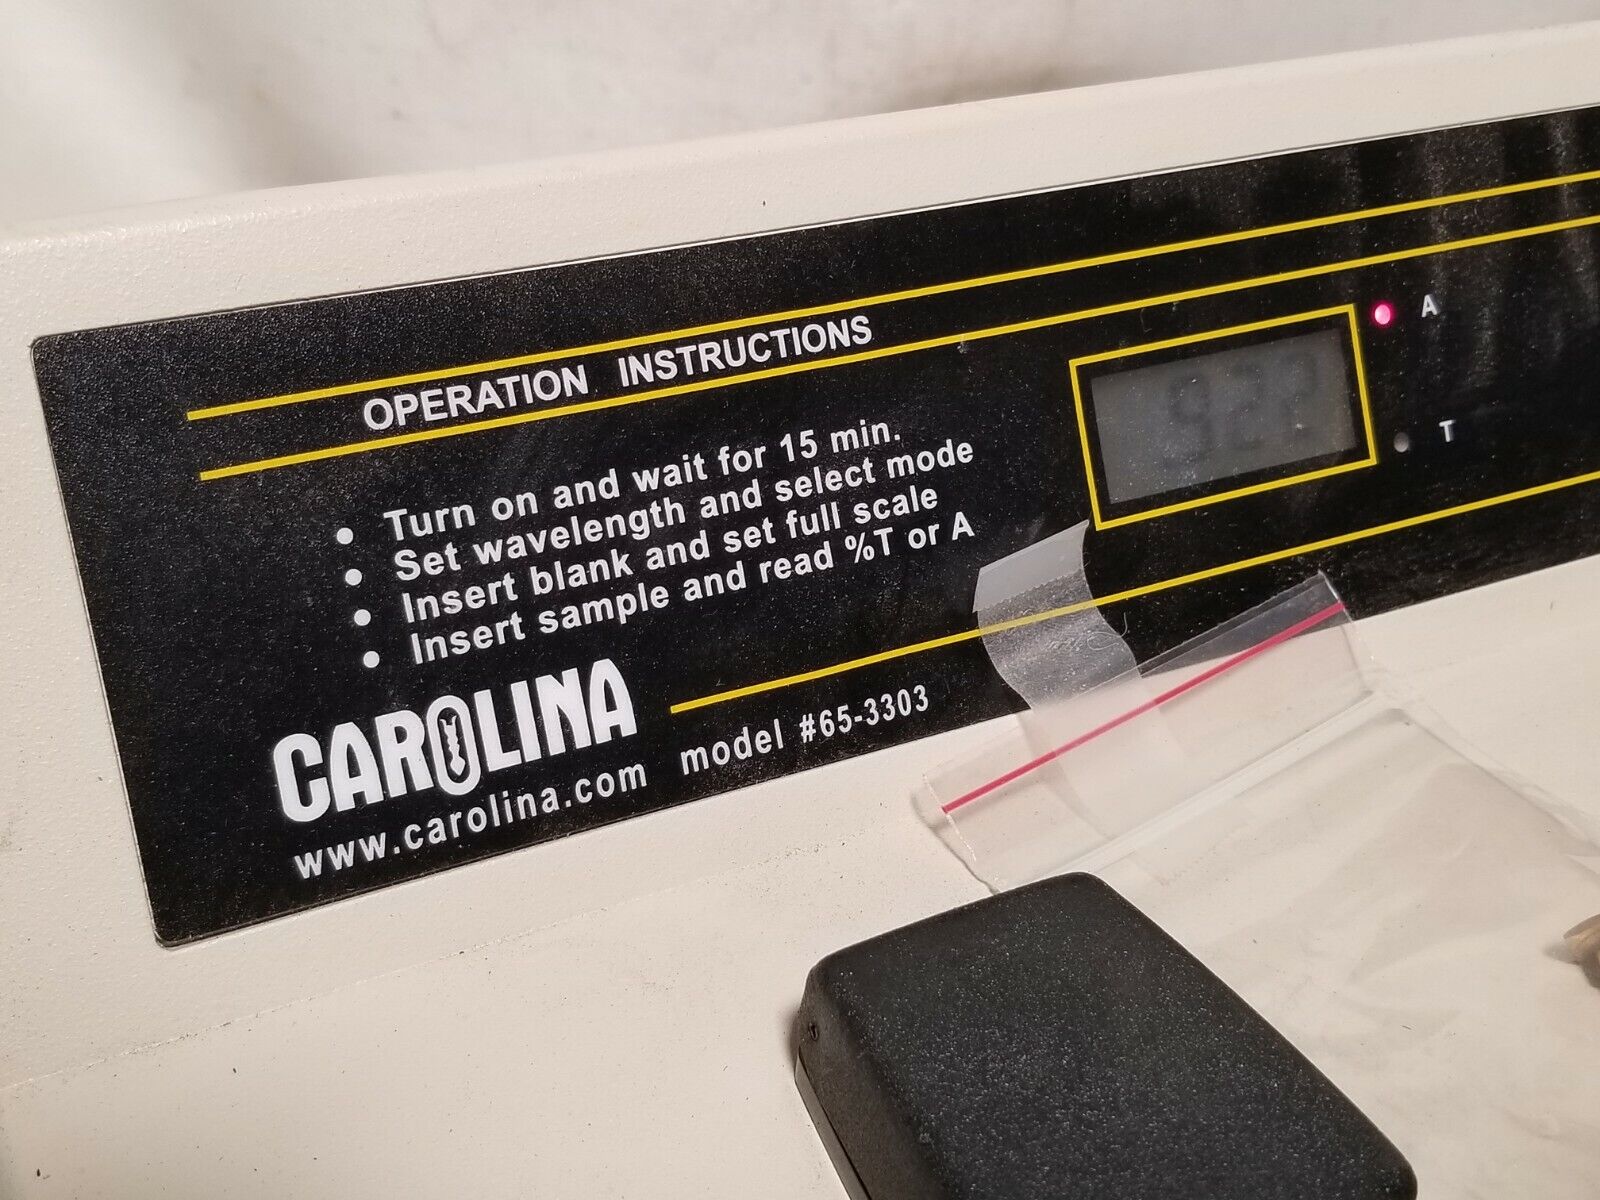 OPERATION INSTRUCTIONS
• Turn on and wait for 15 min.
• Set wavelength and select mode
• Insert blank and set full scale
• Insert sample and read %T or A
CAROLINA
www.carolina.com model #65-3303
A
T